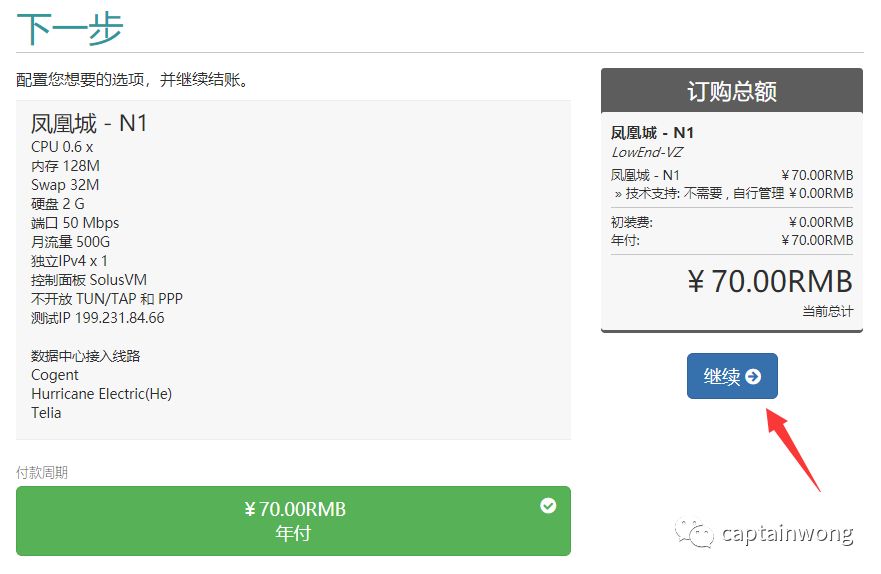 下一步
配置您想要的选项，并继续结账。
凤凰城 - N1
CPU 0.6 x
内存 128M
Swap 32M
硬盘 2 G
端口 50 Mbps
月流量 500G
独立IPv4 x 1
控制面板 SolusVM
不开放 TUN/TAP 和 PPP
测试IP 199.231.84.66
数据中心接入线路
Cogent
Hurricane Electric(He)
Telia
付款周期
¥70.00RMB
年付
订购总额
凤凰城 - N1
LowEnd-VZ
凤凰城 - N1 ¥70.00RMB
» 技术支持: 不需要 , 自行管理 ¥0.00RMB
初装费: ¥0.00RMB
年付: ¥70.00RMB
¥70.00RMB
当前总计
继续
captainwong